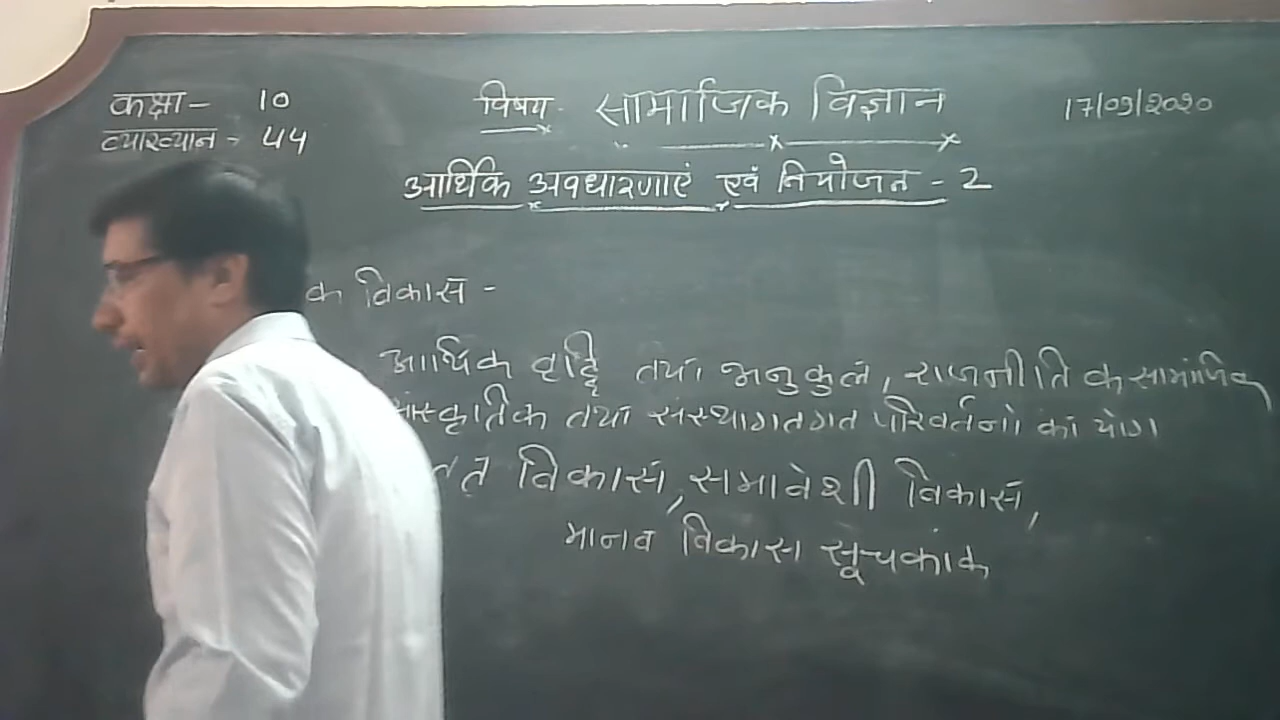 कक्षा - 10
विषय - सामाजिक विज्ञान
17/09/2020
व्याख्यान - 44
आर्थिक अवधारणाएं एवं नियोजन - 2
क विकास -
आर्थिक वृद्धि तथा अनुकुल, राजनीतिक सामाजिक
सांस्कृतिक तथा संस्थागतगत परिवर्तनों का योग
विकास, समावेशी विकास,
मानव विकास सूचकांक